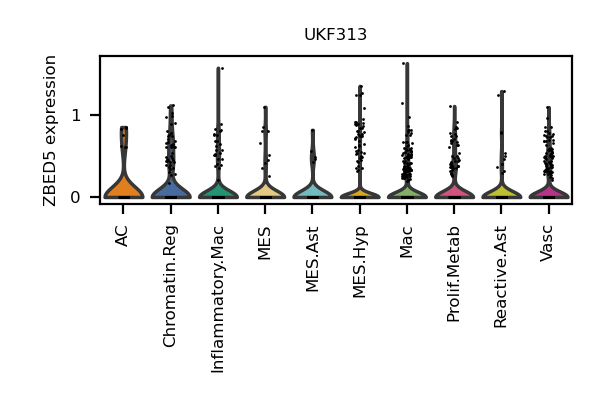 UKF313
ZBED5 expression
1
0
AC
Chromatin.Reg
Inflammatory.Mac
MES
MES.Ast
MES.Hyp
Mac
Prolif.Metab
Reactive.Ast
Vasc